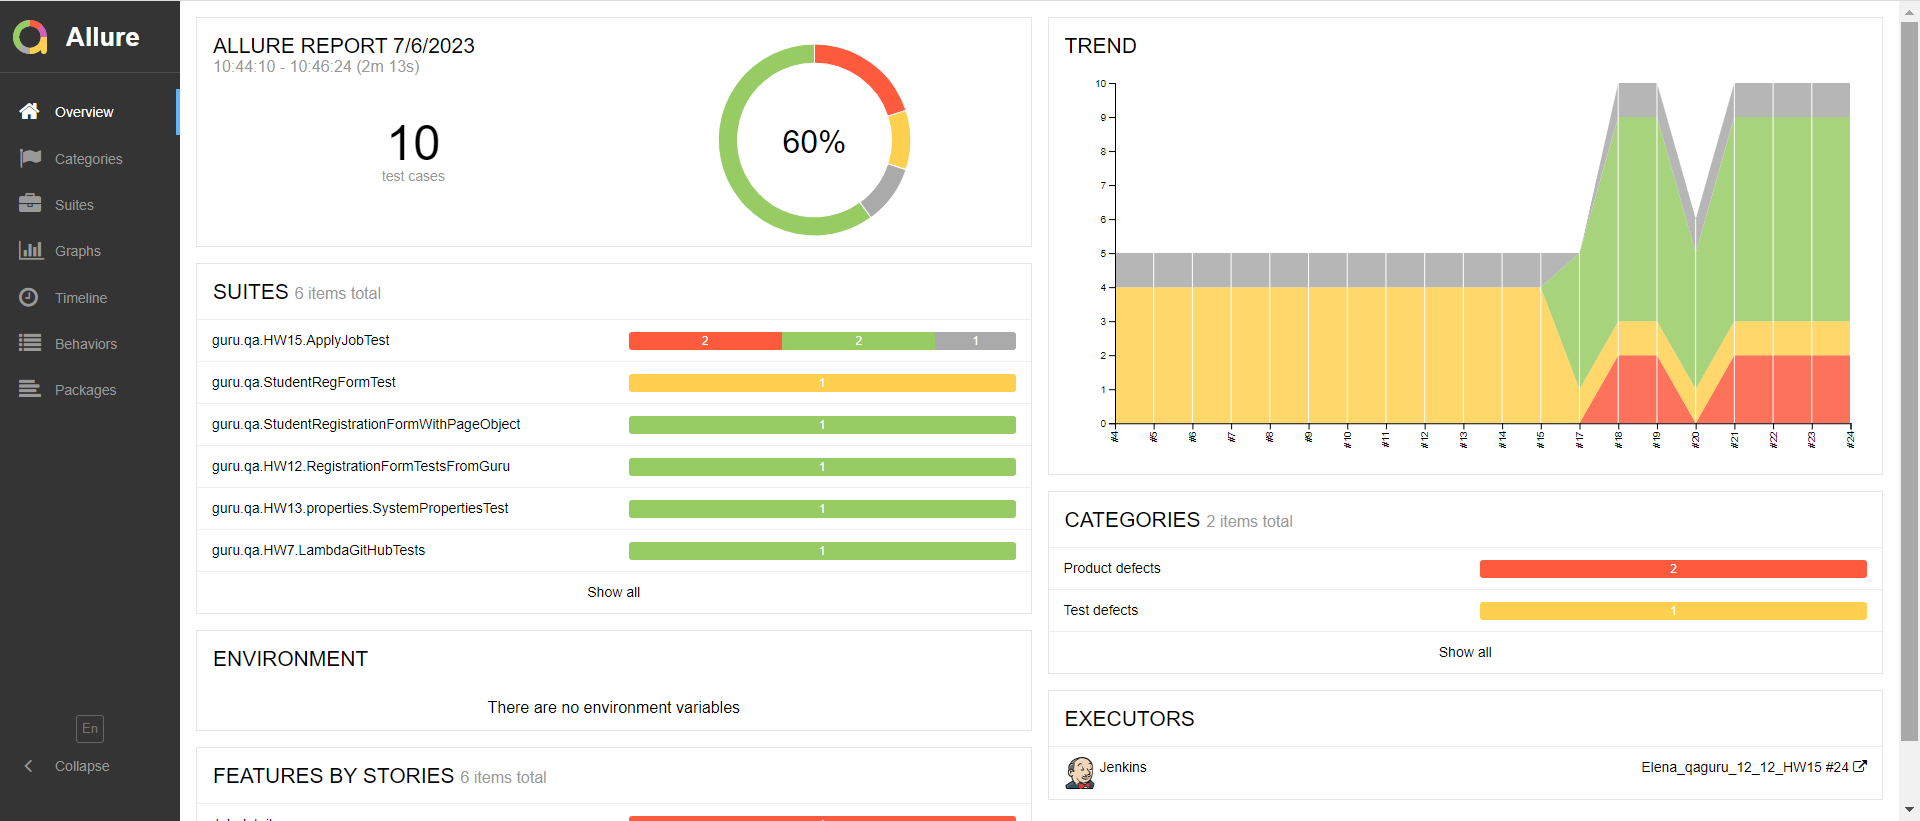 Allure
Overview
Categories
Suites
Graphs
Timeline
Behaviors
Packages
En
Collapse
ALLURE REPORT 7/6/2023
10:44:10 - 10:46:24 (2m 13s)
10
test cases
60%
SUITES 6 items total
guru.qa.HW15.ApplyJobTest
2 2 1
guru.qa.StudentRegFormTest
1
guru.qa.StudentRegistrationFormWithPageObject
1
guru.qa.HW12.RegistrationFormTestsFromGuru
1
guru.qa.HW13.properties.SystemPropertiesTest
1
guru.qa.HW7.LambdaGitHubTests
1
Show all
ENVIRONMENT
There are no environment variables
FEATURES BY STORIES 6 items total
TREND
10
9
8
7
6
5
4
3
2
1
0
#4 #5 #6 #7 #8 #9 #10 #11 #12 #13 #14 #15 #17 #18 #19 #20 #21 #22 #23 #24
CATEGORIES 2 items total
Product defects
2
Test defects
1
Show all
EXECUTORS
Jenkins
Elena_qaguru_12_12_HW15 #24